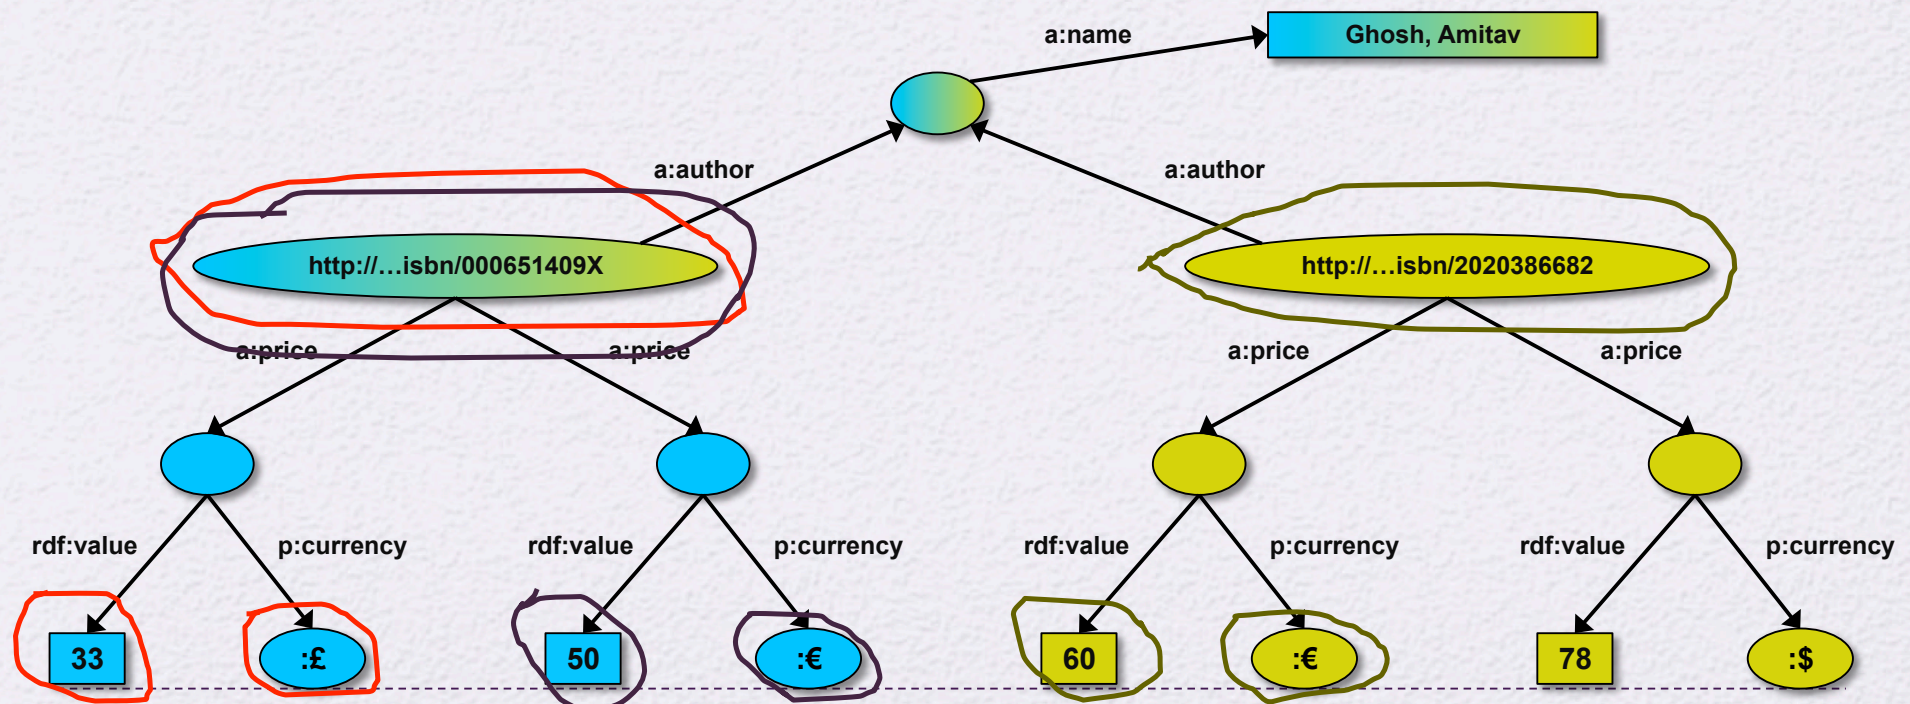 a:name
Ghosh, Amitav
a:author
a:author
http://…isbn/000651409X
http://…isbn/2020386682
a:price
a:price
a:price
a:price
rdf:value
p:currency
rdf:value
p:currency
rdf:value
p:currency
rdf:value
p:currency
33
:£
50
:€
60
:€
78
:$